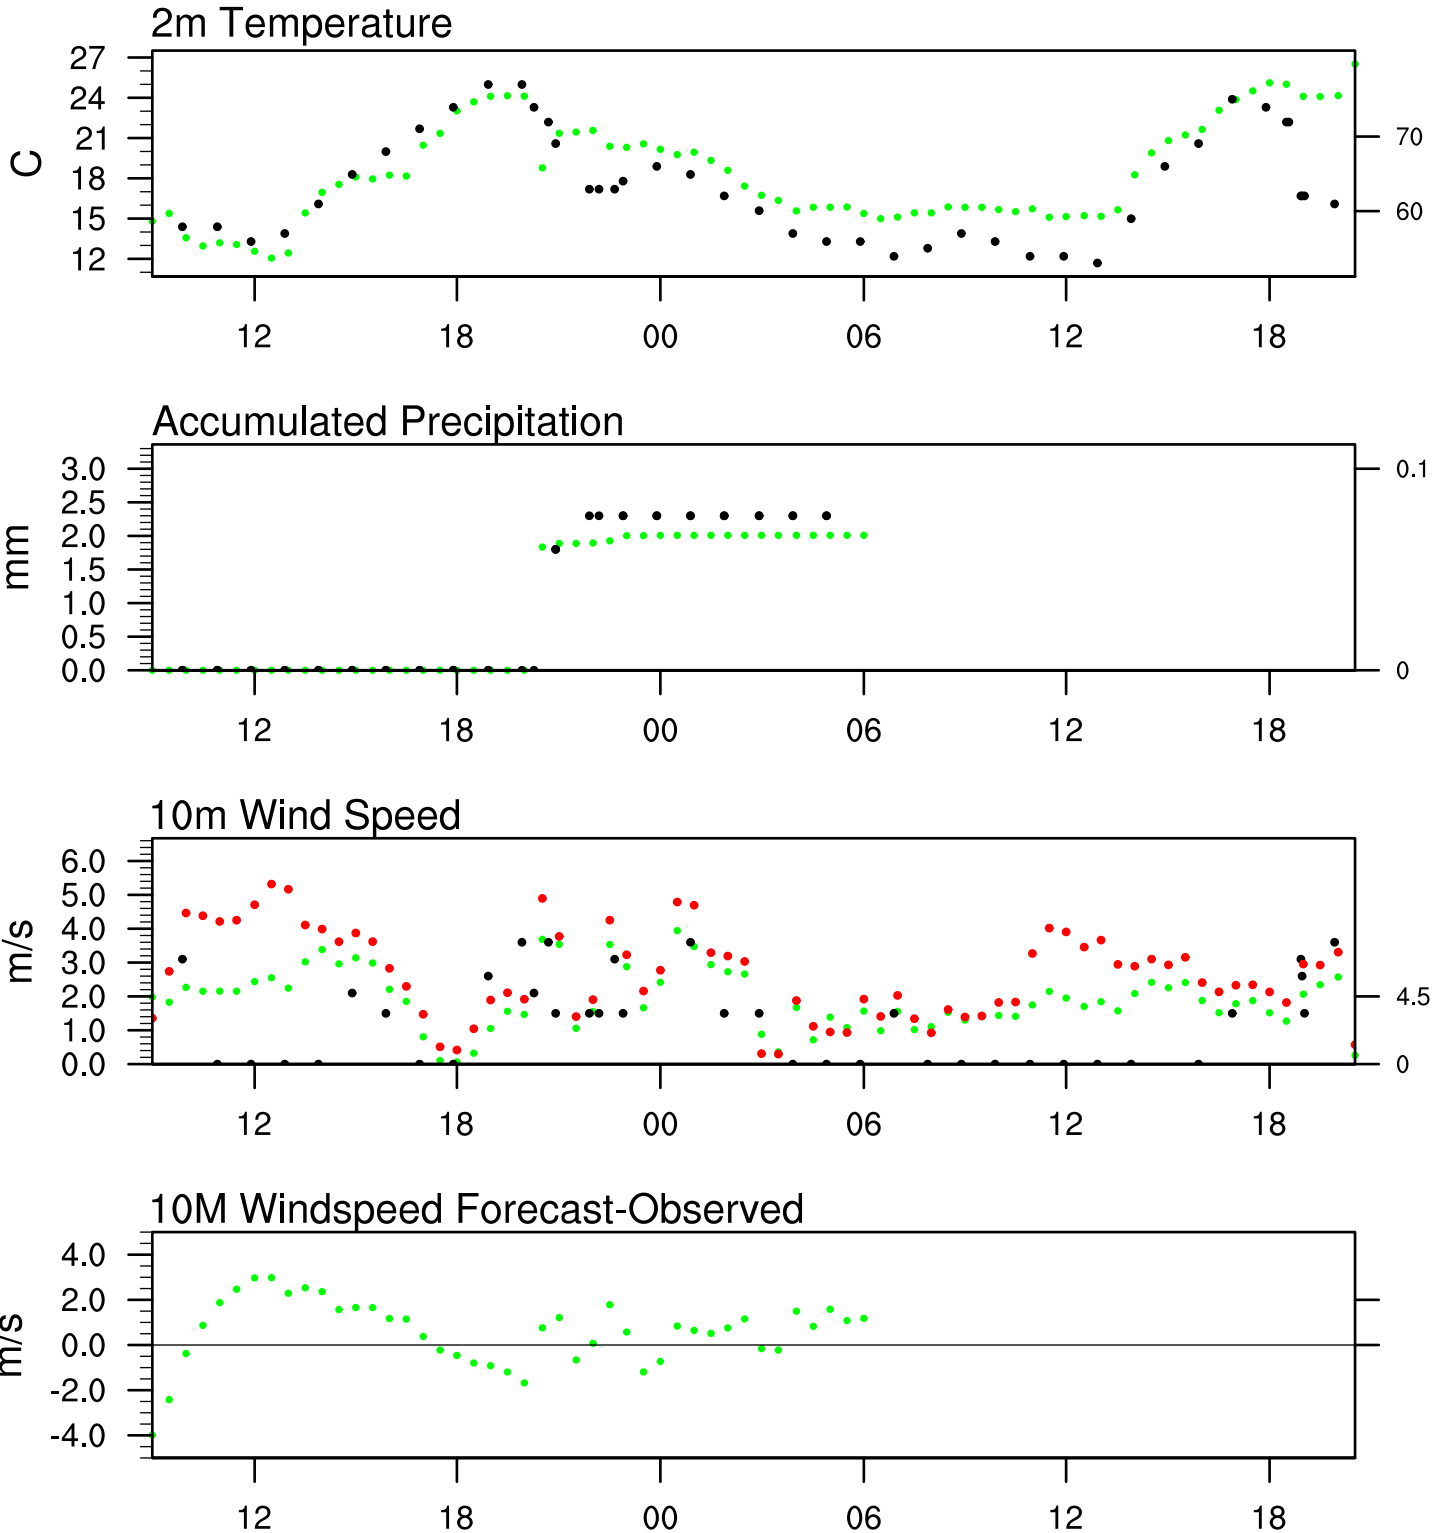 2m Temperature
27
24
21
18
15
12
C
70
60
12 18 00 06 12 18
Accumulated Precipitation
3.0
2.5
2.0
1.5
1.0
0.5
0.0
mm
0.1
0
12 18 00 06 12 18
10m Wind Speed
6.0
5.0
4.0
3.0
2.0
1.0
0.0
m/s
4.5
0
12 18 00 06 12 18
10M Windspeed Forecast-Observed
4.0
2.0
0.0
-2.0
-4.0
m/s
12 18 00 06 12 18